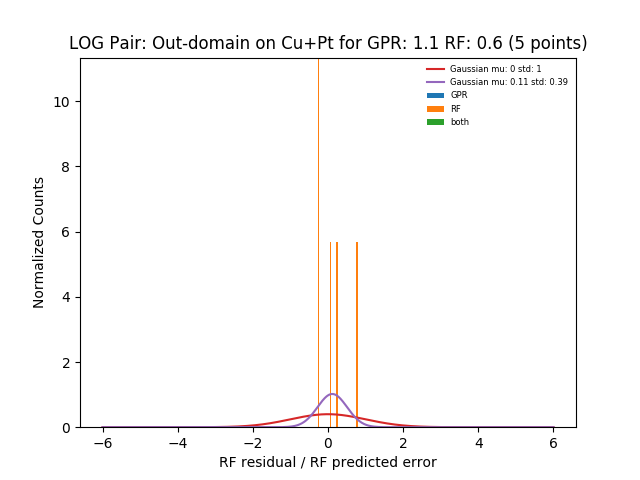 LOG Pair: Out-domain on Cu+Pt for GPR: 1.1 RF: 0.6 (5 points)
Gaussian mu: 0 std: 1
Gaussian mu: 0.11 std: 0.39
GPR
RF
both
Normalized Counts
10
8
6
4
2
0
−6 −4 −2 0 2 4 6
RF residual / RF predicted error